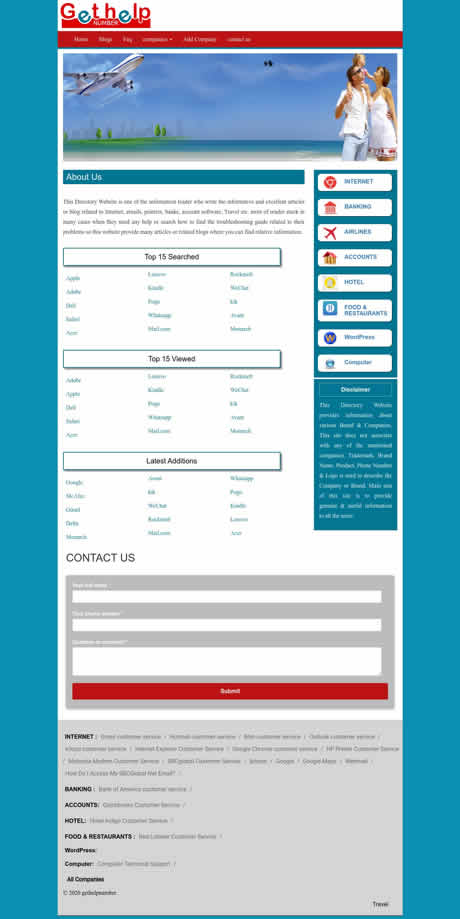 Get help
NUMBER
Home Blogs Faq companies Add Company contact us
About Us
This Directory Website is one of the information leader who write the informative and excellent articles
or blog related to Internet, emails, printers, banks, account software, Travel etc. most of reader stuck in
many cases when they need any help or search how to find the troubleshooting guide related to their
problems so this website provide many articles or related blogs where you can find relative information.
Top 15 Searched
Apple Lenovo Rocketmail
Adobe Kindle WeChat
Dell Pogo kik
Safari Whatsapp Avast
Acer Mail.com Monarch
Top 15 Viewed
Adobe Lenovo
Apple Kindle WeChat
Dell Pogo kik
Safari Whatsapp Avast
Acer Mail.com Monarch
Latest Additions
Google Avast Whatsapp
McAfee kik Pogo
Gmail WeChat Kindle
Delta Rocketmail Lenovo
Monarch Mail.com Acer
INTERNET
BANKING
AIRLINES
ACCOUNTS
HOTEL
FOOD &
RESTAURANTS
WordPress
Computer
Disclaimer
This Directory Website
provides information about
various Brand & Companies.
This site does not associate
with any of the mentioned
companies. Trademark, Brand
Name, Product, Phone Number
& Logo is used to describe the
Company or Brand. Main aim
of this site is to provide
genuine & useful information
to all the users.
CONTACT US
Your full name
Your phone number *
Question or comment *
Submit
INTERNET : Gmail customer service / Hotmail customer service / Msn customer service / Outlook customer service /
Yahoo customer service / Internet Explorer Customer Service / Google Chrome customer service / HP Printer Customer Service
/ Motorola Modem Customer Service / SBCglobal Customer Service / Iphone / Google / Google Maps / Webmail /
How Do I Access My SBCGlobal Net Email? /
BANKING : Bank of America customer service /
ACCOUNTS: Quickbooks Customer Service /
HOTEL: Hotel Indigo Customer Service /
FOOD & RESTAURANTS : Red Lobster Customer Service /
WordPress:
Computer: Computer Technical Support /
All Companies
© 2020 gethelpnumber
Travel